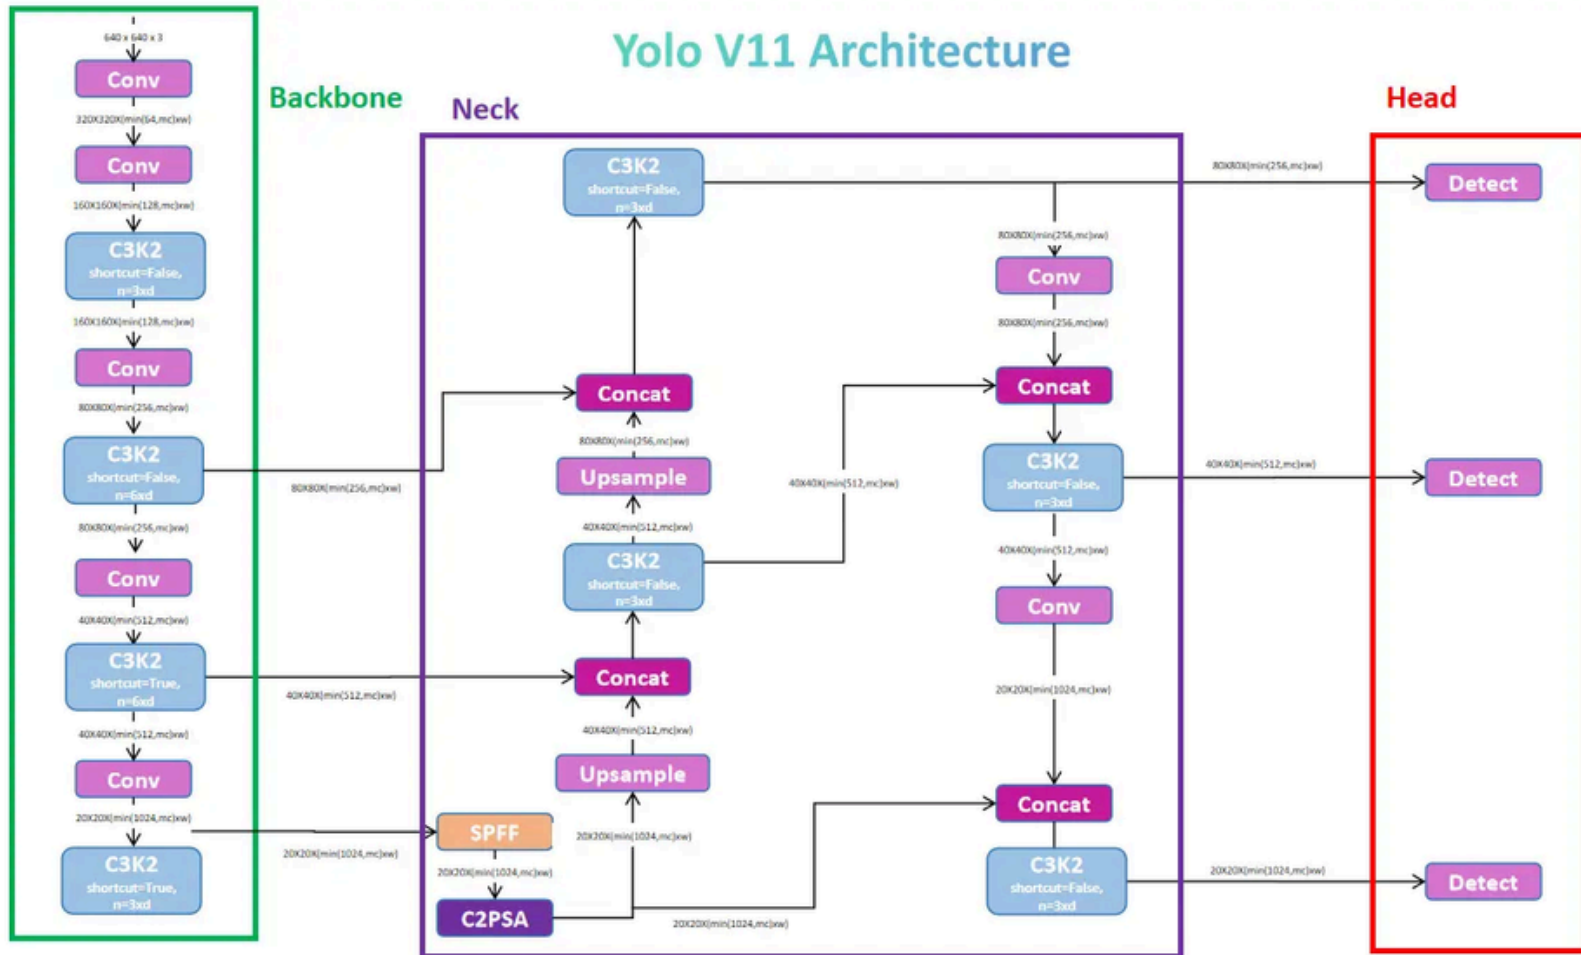 Yolo V11 Architecture
Backbone
640 x 640 x 3
Conv
320X320X(min(64,mc)xw)
Conv
160X160X(min(128,mc)xw)
C3K2
shortcut=False,
n=3xd
160X160X(min(128,mc)xw)
Conv
80X80X(min(256,mc)xw)
C3K2
shortcut=False,
n=6xd
80X80X(min(256,mc)xw)
80X80X(min(256,mc)xw)
Conv
40X40X(min(512,mc)xw)
C3K2
shortcut=True,
n=6xd
40X40X(min(512,mc)xw)
40X40X(min(512,mc)xw)
Conv
20X20X(min(1024,mc)xw)
20X20X(min(1024,mc)xw)
C3K2
shortcut=True,
n=3xd
Neck
C3K2
shortcut=False,
n=3xd
Concat
80X80X(min(256,mc)xw)
Upsample
40X40X(min(512,mc)xw)
C3K2
shortcut=False,
n=3xd
Concat
40X40X(min(512,mc)xw)
Upsample
20X20X(min(1024,mc)xw)
SPFF
20X20X(min(1024,mc)xw)
C2PSA
20X20X(min(1024,mc)xw)
40X40X(min(512,mc)xw)
80X80X(min(256,mc)xw)
Conv
80X80X(min(256,mc)xw)
Concat
C3K2
shortcut=False,
n=3xd
40X40X(min(512,mc)xw)
Conv
20X20X(min(1024,mc)xw)
Concat
C3K2
shortcut=False,
n=3xd
Head
80X80X(min(256,mc)xw)
Detect
40X40X(min(512,mc)xw)
Detect
20X20X(min(1024,mc)xw)
Detect